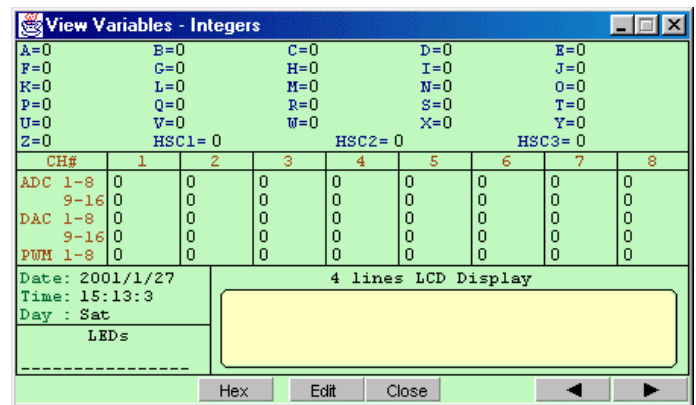 View Variables - Integers
A=0 B=0 C=0 D=0 E=0
F=0 G=0 H=0 I=0 J=0
K=0 L=0 M=0 N=0 O=0
P=0 Q=0 R=0 S=0 T=0
U=0 V=0 W=0 X=0 Y=0
Z=0 HSC1= 0 HSC2= 0 HSC3= 0
CH# 1 2 3 4 5 6 7 8
ADC 1-8 0 0 0 0 0 0 0 0
9-16 0 0 0 0 0 0 0 0
DAC 1-8 0 0 0 0 0 0 0 0
9-16 0 0 0 0 0 0 0 0
PWM 1-8 0 0 0 0 0 0 0 0
Date: 2001/1/27
Time: 15:13:3
Day : Sat
LEDs
----------------
4 lines LCD Display
Hex Edit Close